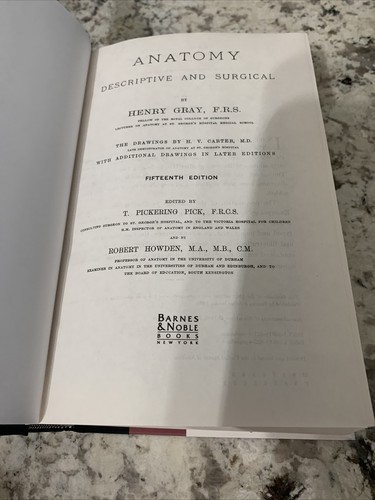 ANATOMY
DESCRIPTIVE AND SURGICAL
BY
HENRY GRAY, F.R.S.
FELLOW OF THE ROYAL COLLEGE OF SURGEONS
LECTURER ON ANATOMY AT ST. GEORGE'S HOSPITAL MEDICAL SCHOOL
THE DRAWINGS BY H. V. CARTER, M.D.
LATE DEMONSTRATOR OF ANATOMY AT ST. GEORGE'S HOSPITAL
WITH ADDITIONAL DRAWINGS IN LATER EDITIONS
FIFTEENTH EDITION
EDITED BY
T. PICKERING PICK, F.R.C.S.
CONSULTING SURGEON TO ST. GEORGE'S HOSPITAL, AND TO THE VICTORIA HOSPITAL FOR CHILDREN
H.M. INSPECTOR OF ANATOMY IN ENGLAND AND WALES
AND BY
ROBERT HOWDEN, M.A., M.B., C.M.
PROFESSOR OF ANATOMY IN THE UNIVERSITY OF DURHAM
EXAMINER IN ANATOMY IN THE UNIVERSITIES OF DURHAM AND EDINBURGH, AND TO
THE BOARD OF EDUCATION, SOUTH KENSINGTON
BARNES
& NOBLE
BOOKS
NEW YORK